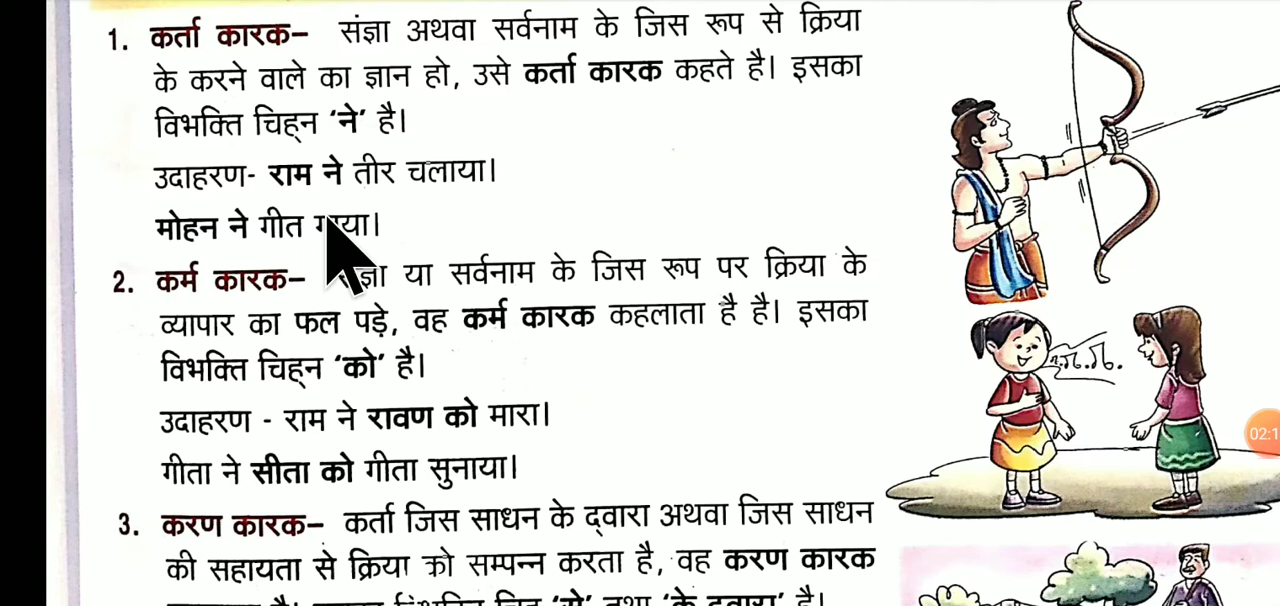 1. कर्ता कारक– संज्ञा अथवा सर्वनाम के जिस रूप से क्रिया
के करने वाले का ज्ञान हो, उसे कर्ता कारक कहते है। इसका
विभक्ति चिह्न ‘ने’ है।
उदाहरण- राम ने तीर चलाया।
मोहन ने गीत
2. कर्म कारक– या सर्वनाम के जिस रूप पर क्रिया के
व्यापार का फल पड़े, वह कर्म कारक कहलाता है है। इसका
विभक्ति चिह्न ‘को’ है।
उदाहरण - राम ने रावण को मारा।
गीता ने सीता को गीता सुनाया।
3. करण कारक– कर्ता जिस साधन के द्वारा अथवा जिस साधन
की सहायता से क्रिया को सम्पन्न करता है, वह करण कारक
है। चिह्न ‘से’ तथा ‘के द्वारा’ है।